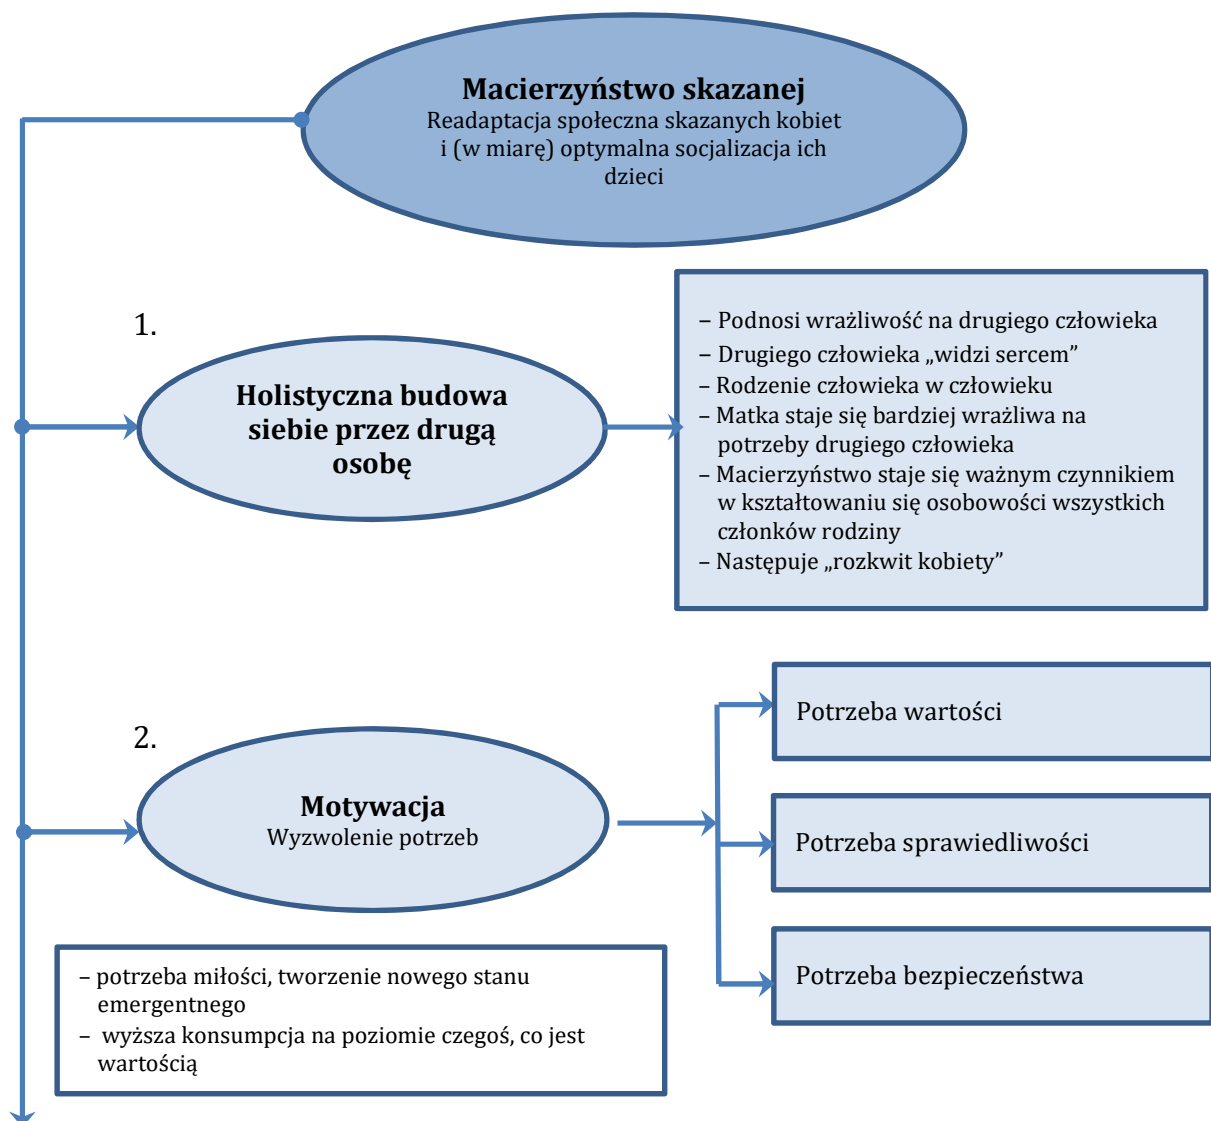 Macierzyństwo skazanej
Readaptacja społeczna skazanych kobiet
i (w miarę) optymalna socjalizacja ich
dzieci
1.
Holistyczna budowa
siebie przez drugą
osobę
– Podnosi wrażliwość na drugiego człowieka
– Drugiego człowieka „widzi sercem”
– Rodzenie człowieka w człowieku
– Matka staje się bardziej wrażliwa na
potrzeby drugiego człowieka
– Macierzyństwo staje się ważnym czynnikiem
w kształtowaniu się osobowości wszystkich
członków rodziny
– Następuje „rozkwit kobiety”
2.
Motywacja
Wyzwolenie potrzeb
Potrzeba wartości
Potrzeba sprawiedliwości
Potrzeba bezpieczeństwa
– potrzeba miłości, tworzenie nowego stanu
emergentnego
– wyższa konsumpcja na poziomie czegoś, co jest
wartością